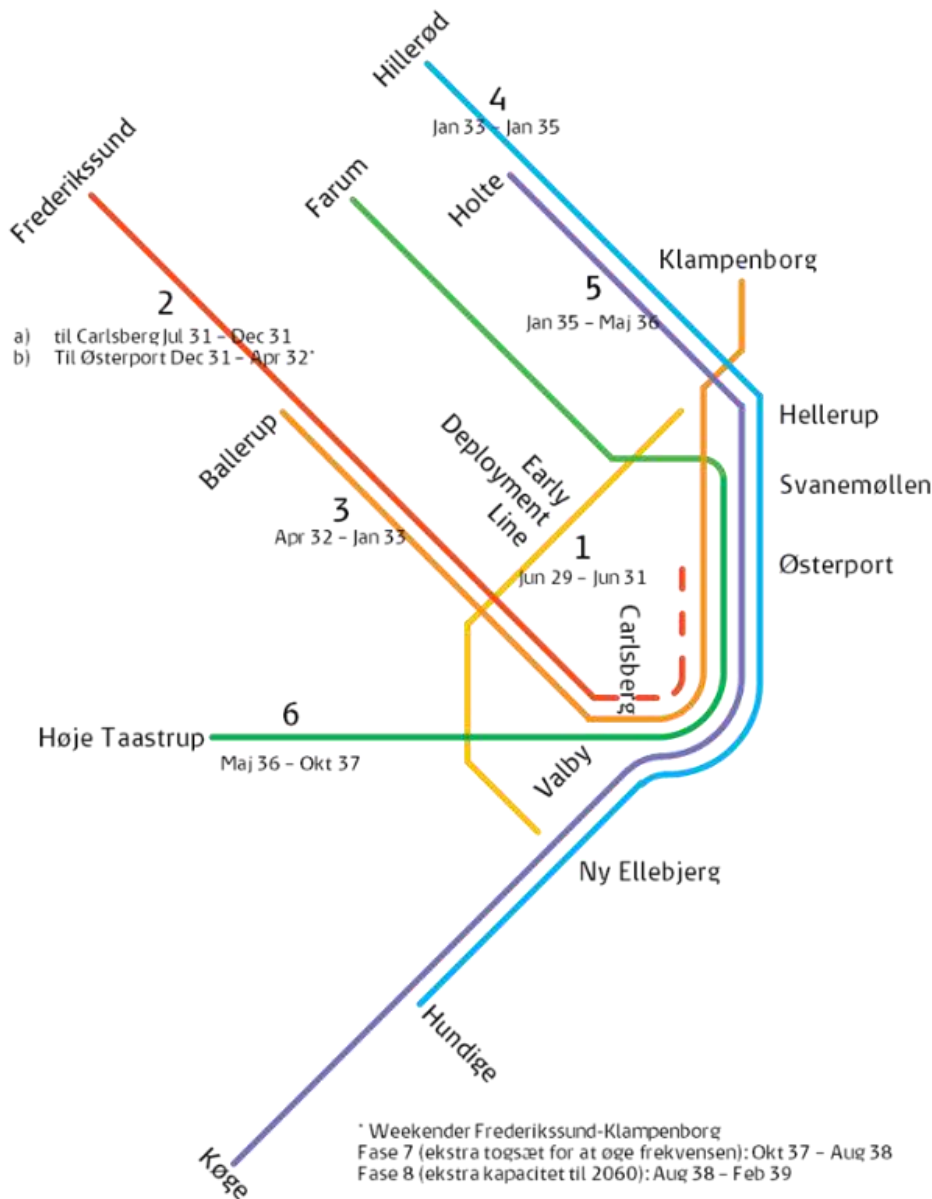 Hillerød
4
Jan 33 – Jan 35
Frederikssund
Farum
Holte
Klampenborg
2
5
a) til Carlsberg Jul 31 – Dec 31
b) Til Østerport Dec 31 – Apr 32*
Jan 35 – Maj 36
Ballerup
Early
Deployment
Line
Hellerup
Svanemøllen
3
Apr 32 – Jan 33
1
Jun 29 – Jun 31
Østerport
Carlsberg
6
Høje Taastrup
Maj 36 – Okt 37
Valby
Ny Ellebjerg
Hundige
Køge
* Weekender Frederikssund-Klampenborg
Fase 7 (ekstra togsæt for at øge frekvensen): Okt 37 – Aug 38
Fase 8 (ekstra kapacitet til 2060): Aug 38 – Feb 39